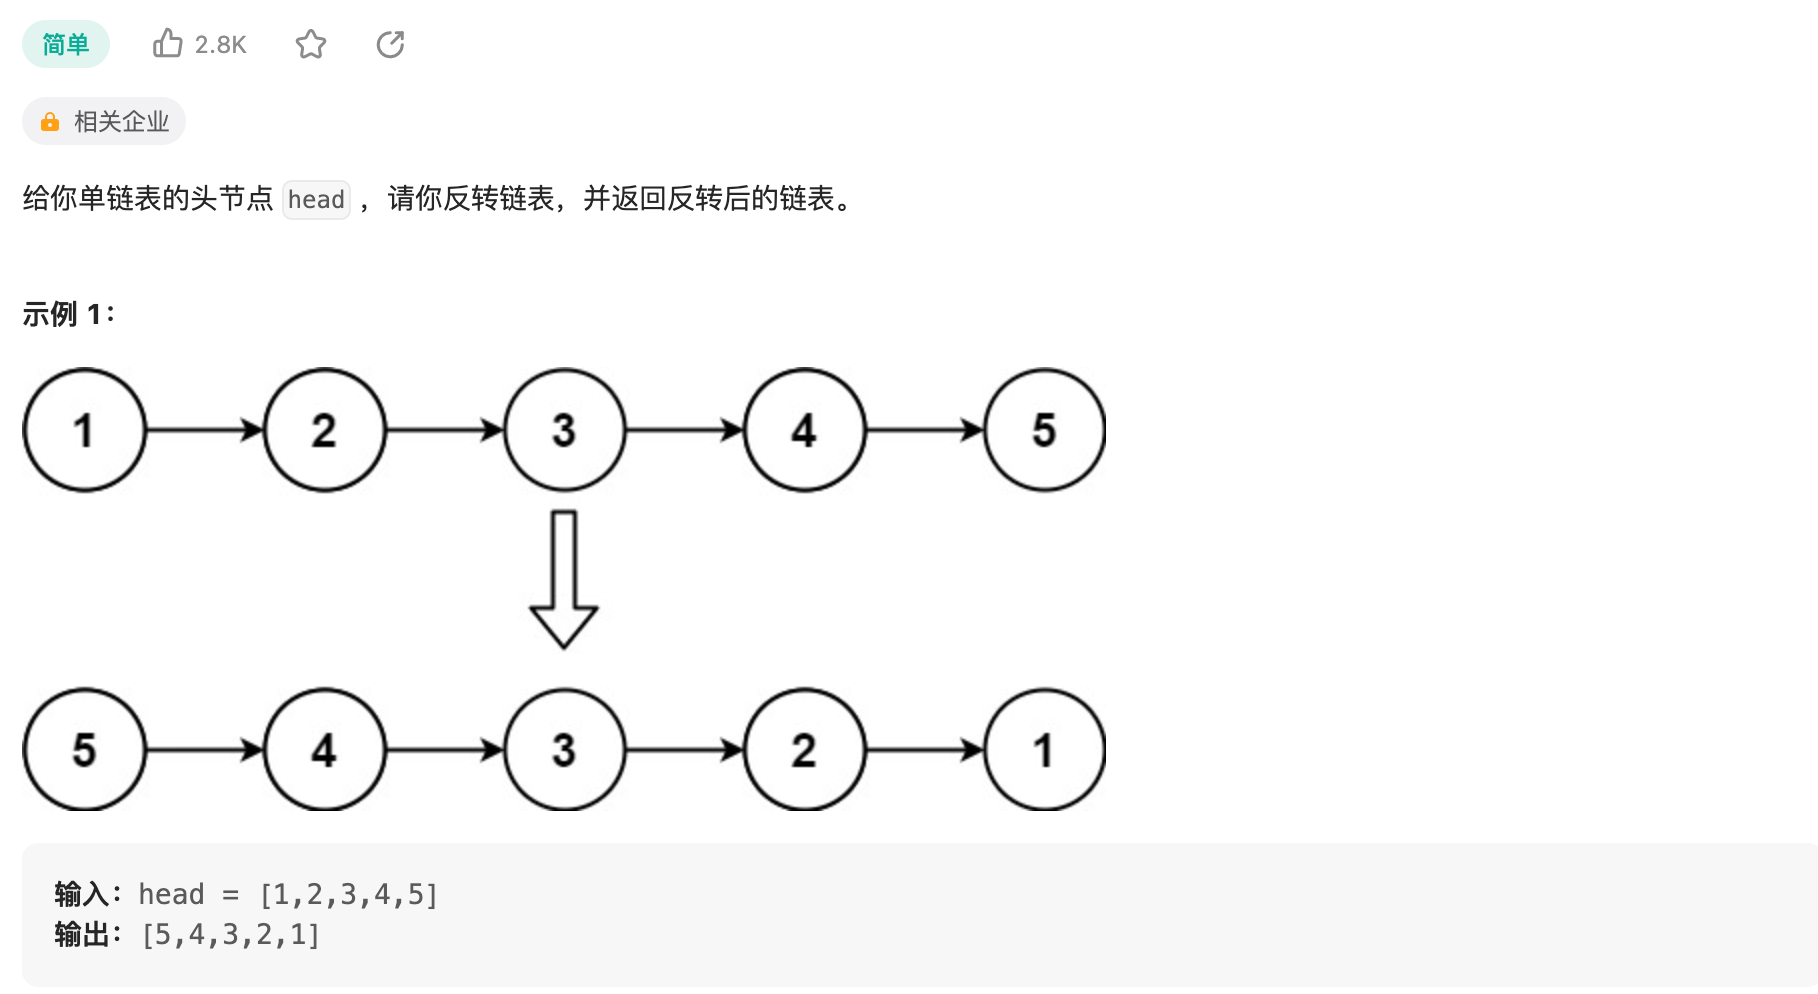 简单 2.8K
相关企业
给你单链表的头节点 head ，请你反转链表，并返回反转后的链表。
示例 1：
1 2 3 4 5
5 4 3 2 1
输入：head = [1,2,3,4,5]
输出：[5,4,3,2,1]